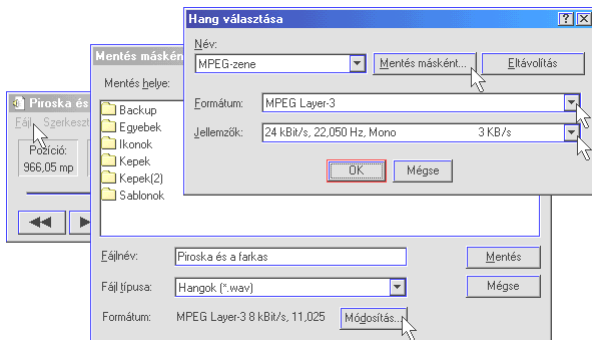 Hang választása
Név:
MPEG-zene
Mentés másként...
Eltávolítás
Formátum:
MPEG Layer-3
Jellemzők:
24 kBit/s, 22,050 Hz, Mono 3 KB/s
OK
Mégse
Mentés máskén
Mentés helye:
Backup
Egyebek
Ikonok
Kepek
Kepek(2)
Sablonok
Fájlnév:
Piroska és a farkas
Mentés
Fájl típusa:
Hangok (*.wav)
Mégse
Formátum:
MPEG Layer-3 8 kBit/s, 11,025
Módosítás...
Piroska és
Fájl Szerkeszt
Pozíció:
966,05 mp